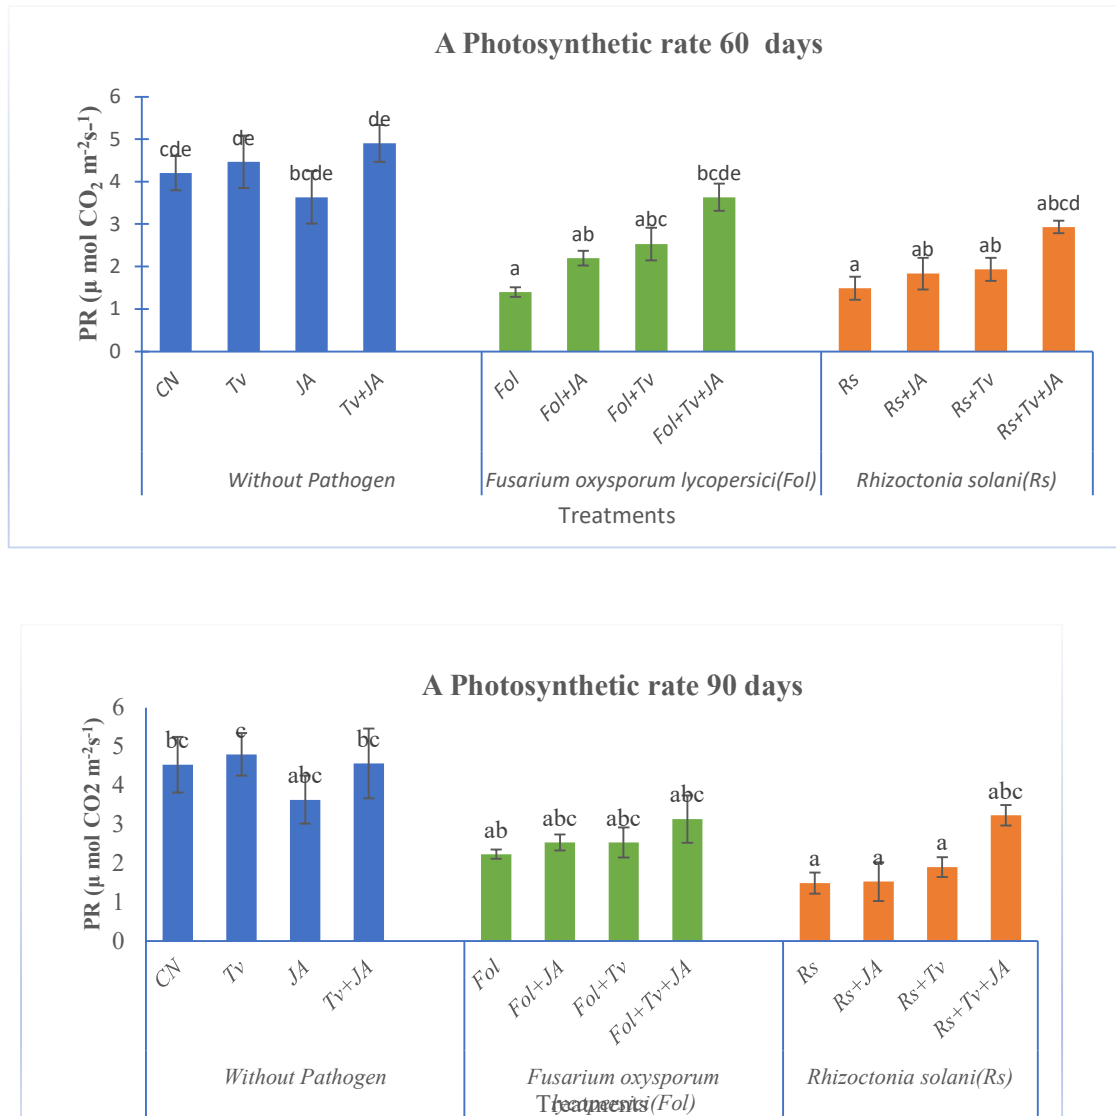 A Photosynthetic rate 60 days
PR (µ mol CO₂ m⁻²s-¹)
6
5
4
3
2
1
0
cde
de
bcde
de
a
ab
abc
bcde
a
ab
ab
abcd
CN
Tv
JA
Tv+JA
Fol
Fol+JA
Fol+Tv
Fol+Tv+JA
Rs
Rs+JA
Rs+Tv
Rs+Tv+JA
Without Pathogen
Fusarium oxysporum lycopersici(Fol)
Rhizoctonia solani(Rs)
Treatments
A Photosynthetic rate 90 days
PR (µ mol CO2 m⁻²s⁻¹)
6
5
4
3
2
1
0
bc
c
abc
bc
ab
abc
abc
abc
a
a
a
abc
CN
Tv
JA
Tv+JA
Fol
Fol+JA
Fol+Tv
Fol+Tv+JA
Rs
Rs+JA
Rs+Tv
Rs+Tv+JA
Without Pathogen
Fusarium oxysporum
lycopersici(Fol)
Rhizoctonia solani(Rs)
Treatments